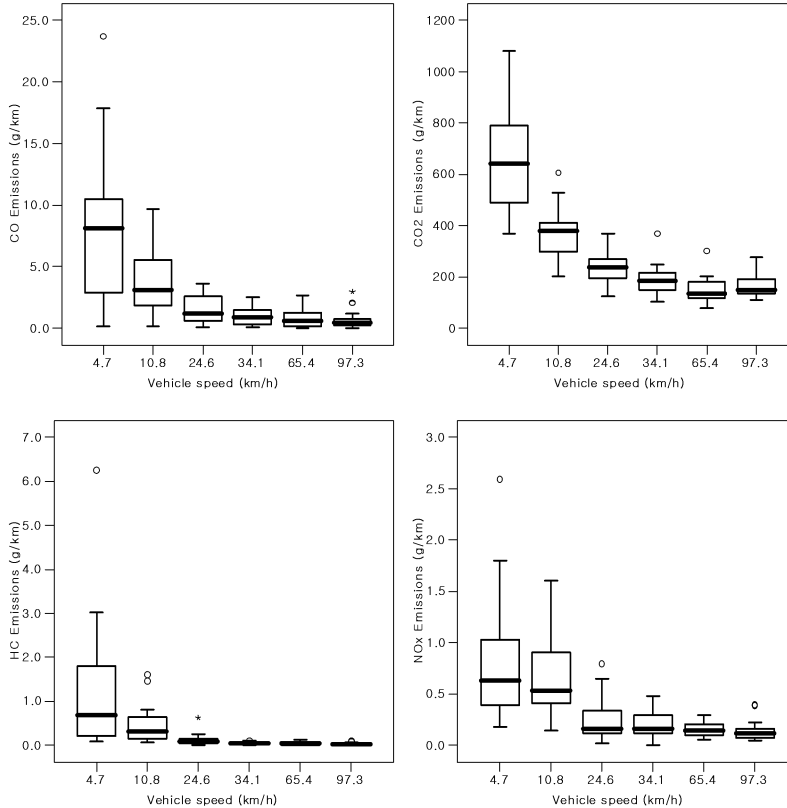 25.0
20.0
15.0
10.0
5.0
0.0
CO Emissions (g/km)
4.7 10.8 24.6 34.1 65.4 97.3
Vehicle speed (km/h)
1200
1000
800
600
400
200
0
CO2 Emissions (g/km)
4.7 10.8 24.6 34.1 65.4 97.3
Vehicle speed (km/h)
7.0
6.0
5.0
4.0
3.0
2.0
1.0
0.0
HC Emissions (g/km)
4.7 10.8 24.6 34.1 65.4 97.3
Vehicle speed (km/h)
3.0
2.5
2.0
1.5
1.0
0.5
0.0
NOx Emissions (g/km)
4.7 10.8 24.6 34.1 65.4 97.3
Vehicle speed (km/h)